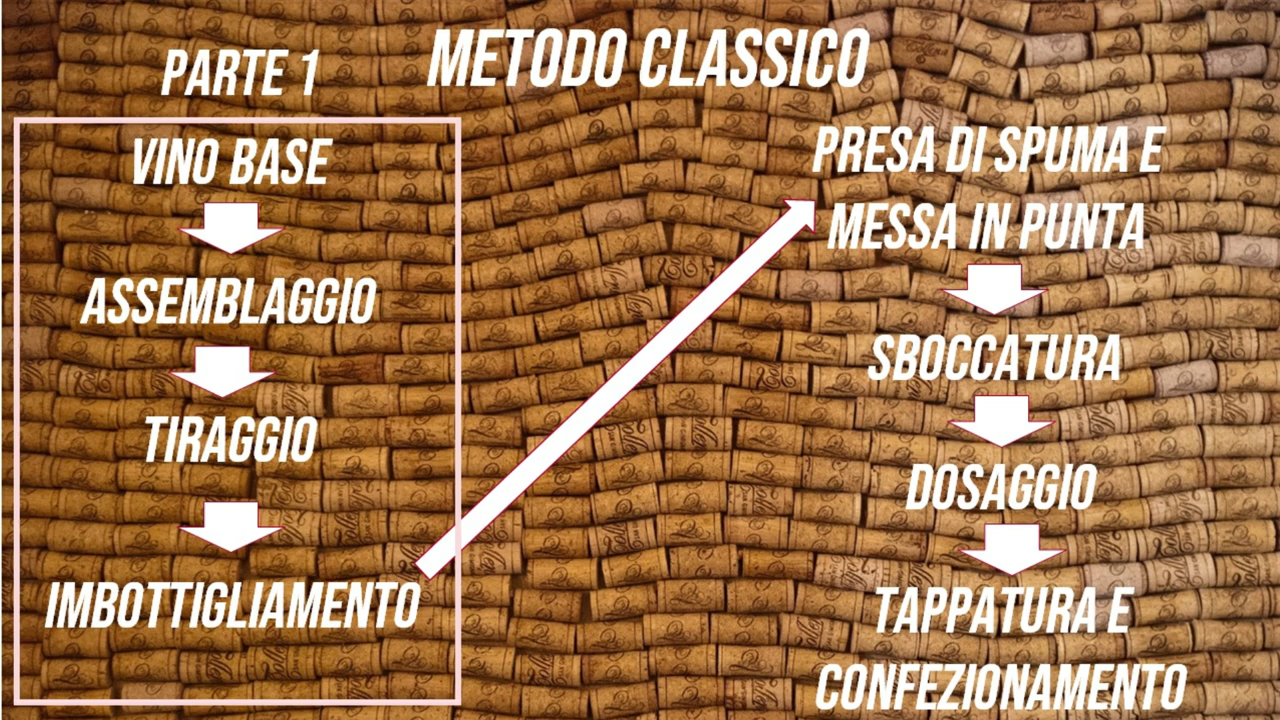 METODO CLASSICO
PARTE 1
VINO BASE
ASSEMBLAGGIO
TIRAGGIO
IMBOTTIGLIAMENTO
PRESA DI SPUMA E
MESSA IN PUNTA
SBOCCATURA
DOSAGGIO
TAPPATURA E
CONFEZIONAMENTO